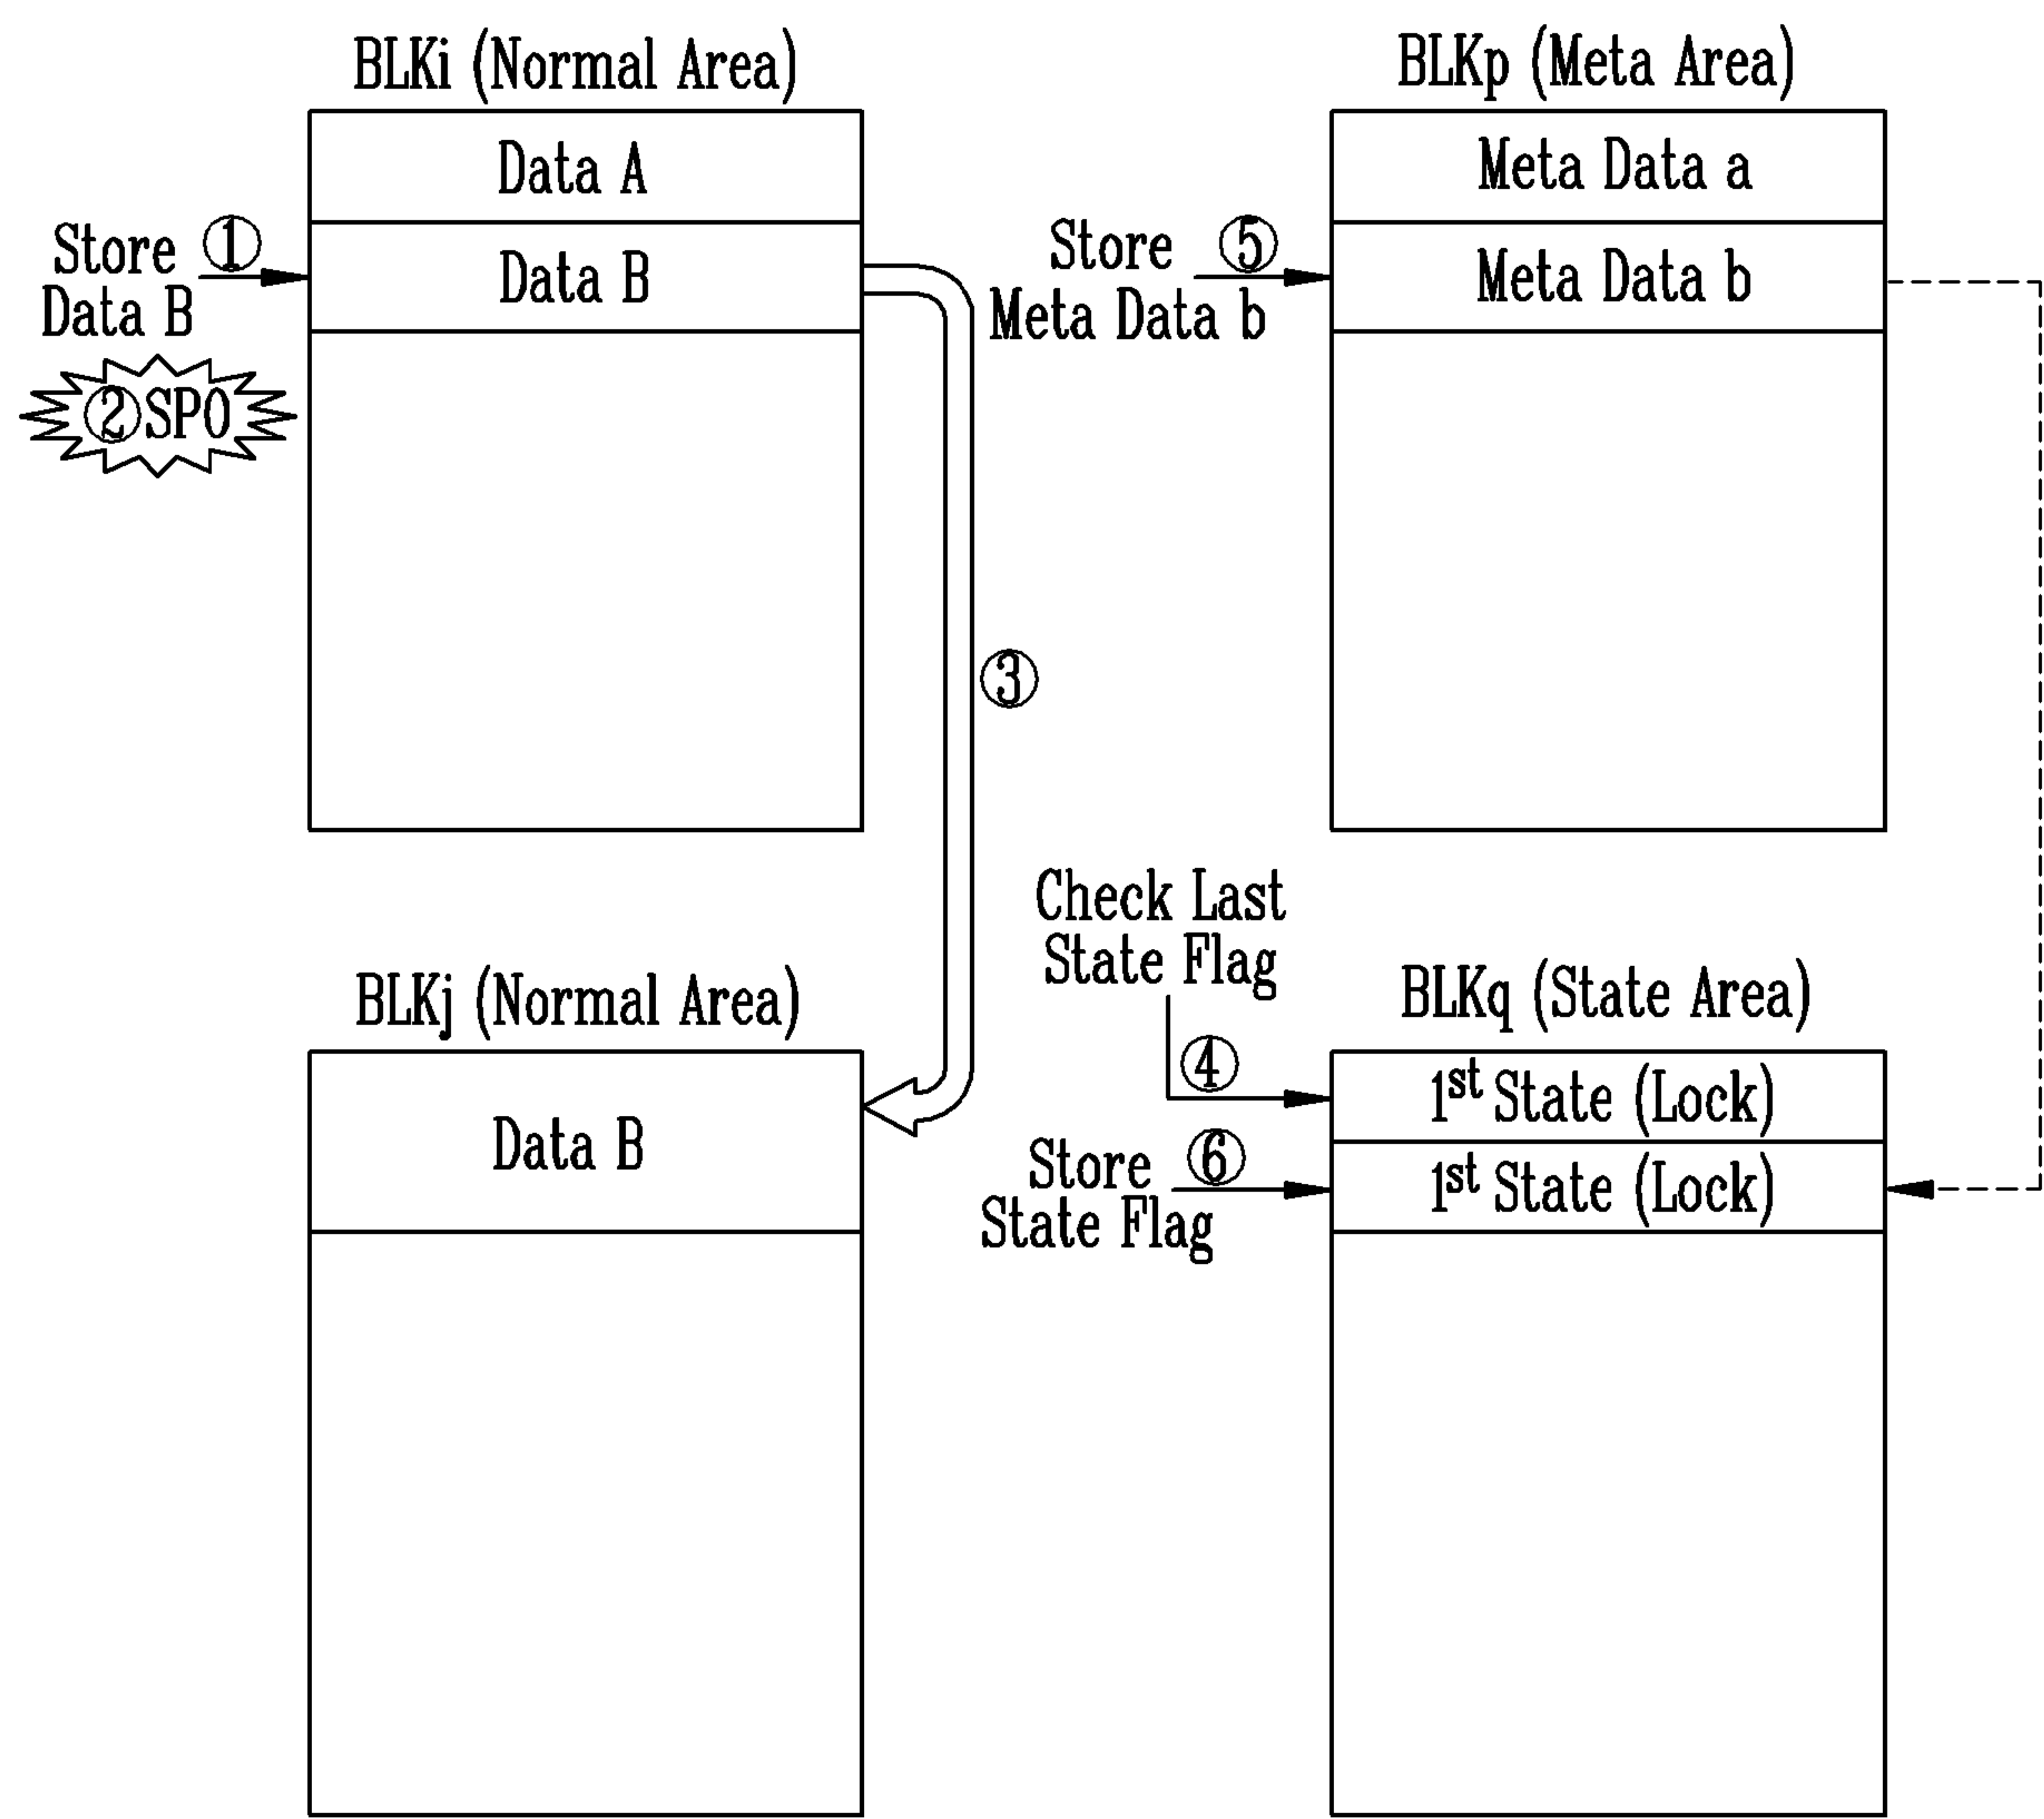 BLKi (Normal Area)
Data A
Data B
Store ①
Data B
② SPO
③
BLKp (Meta Area)
Meta Data a
Meta Data b
Store ⑤
Meta Data b
BLKj (Normal Area)
Data B
Check Last
State Flag
④
BLKq (State Area)
1st State (Lock)
1st State (Lock)
Store ⑥
State Flag